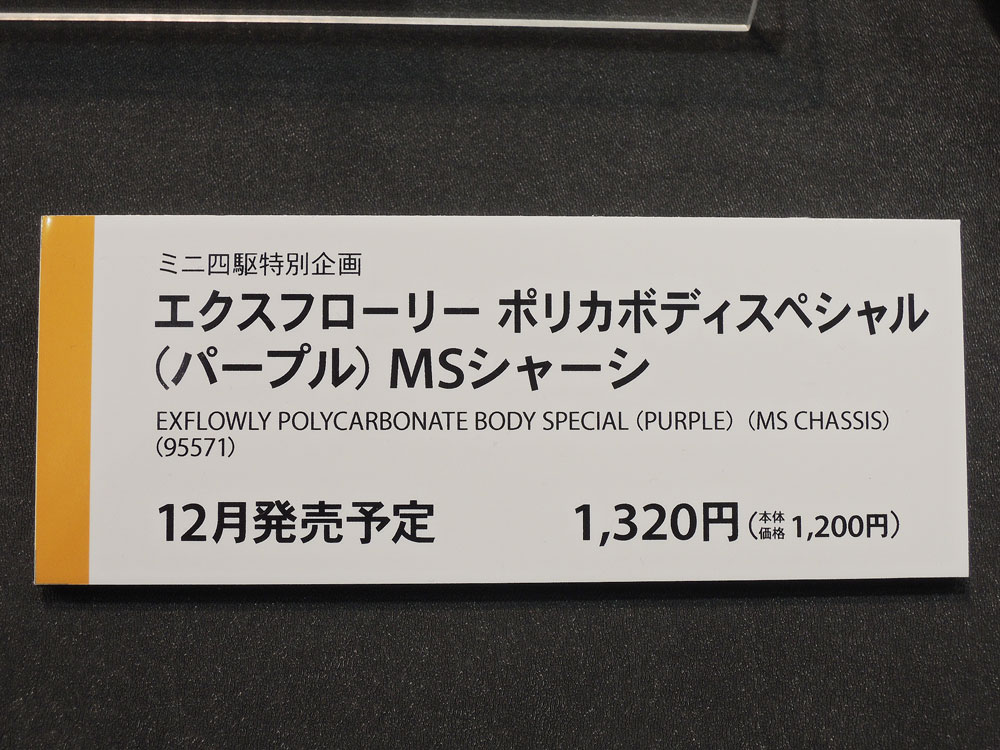 ミニ四駆特別企画
エクスフローリー ポリカボディスペシャル
（パープル） MSシャーシ
EXFLOWLY POLYCARBONATE BODY SPECIAL (PURPLE) (MS CHASSIS)
(95571)
12月発売予定 1,320円（本体価格 1,200円）